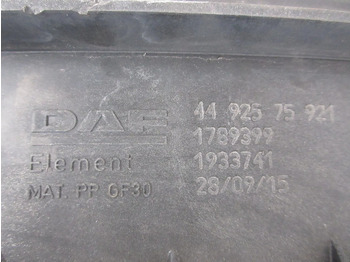 DAF
44 925 75 921
1789399
Element
1933741
MAT. PP GF30
28/09/15